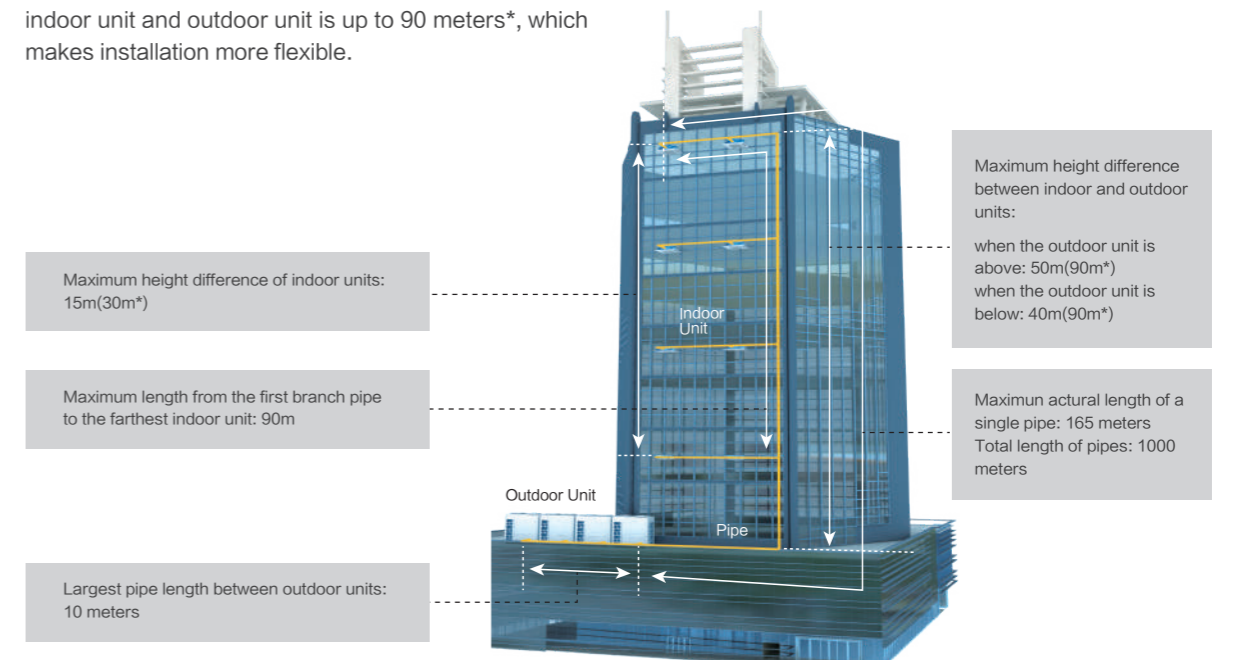 indoor unit and outdoor unit is up to 90 meters*, which
makes installation more flexible.
Maximum height difference
between indoor and outdoor
units:
when the outdoor unit is
above: 50m(90m*)
when the outdoor unit is
below: 40m(90m*)
Maximum height difference of indoor units:
15m(30m*)
Indoor
Unit
Maximum length from the first branch pipe
to the farthest indoor unit: 90m
Maximun actural length of a
single pipe: 165 meters
Total length of pipes: 1000
meters
Outdoor Unit
Pipe
Largest pipe length between outdoor units:
10 meters